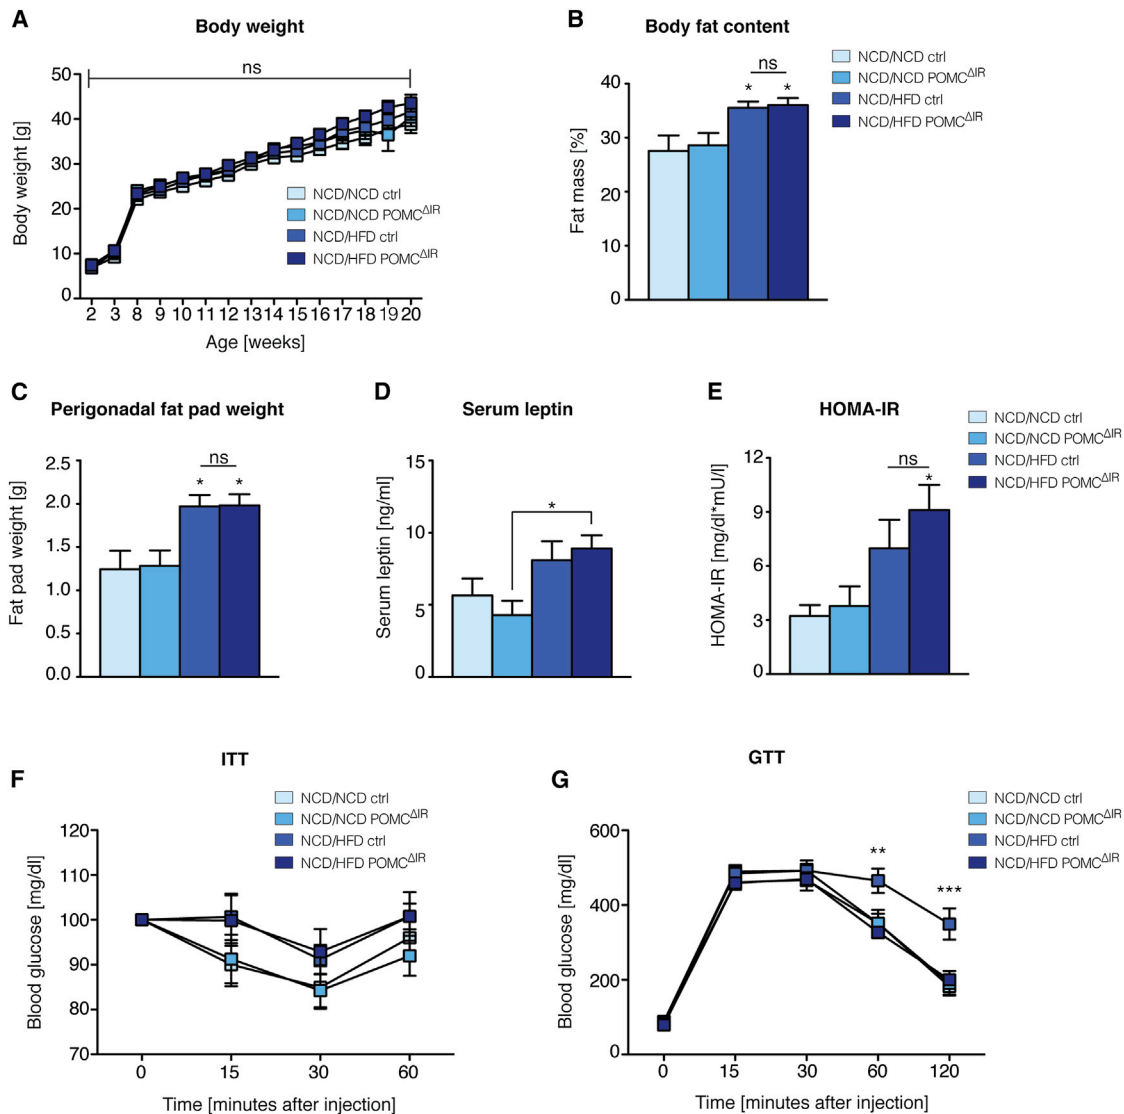 A
Body weight
ns
Body weight [g]
50
40
30
20
10
0
2 3 8 9 10 11 12 13 14 15 16 17 18 19 20
Age [weeks]
NCD/NCD ctrl
NCD/NCD POMC^ΔIR
NCD/HFD ctrl
NCD/HFD POMC^ΔIR
B
Body fat content
ns
* *
Fat mass [%]
40
30
20
10
0
NCD/NCD ctrl
NCD/NCD POMC^ΔIR
NCD/HFD ctrl
NCD/HFD POMC^ΔIR
C
Perigonadal fat pad weight
ns
* *
Fat pad weight [g]
2.5
2.0
1.5
1.0
0.5
0.0
D
Serum leptin
*
Serum leptin [ng/ml]
15
10
5
0
E
HOMA-IR
ns
*
HOMA-IR [mg/dl*mU/l]
12
9
6
3
0
NCD/NCD ctrl
NCD/NCD POMC^ΔIR
NCD/HFD ctrl
NCD/HFD POMC^ΔIR
F
ITT
NCD/NCD ctrl
NCD/NCD POMC^ΔIR
NCD/HFD ctrl
NCD/HFD POMC^ΔIR
Blood glucose [mg/dl]
120
110
100
90
80
70
0 15 30 60
Time [minutes after injection]
G
GTT
NCD/NCD ctrl
NCD/NCD POMC^ΔIR
NCD/HFD ctrl
NCD/HFD POMC^ΔIR
**
***
Blood glucose [mg/dl]
600
400
200
0
0 15 30 60 120
Time [minutes after injection]